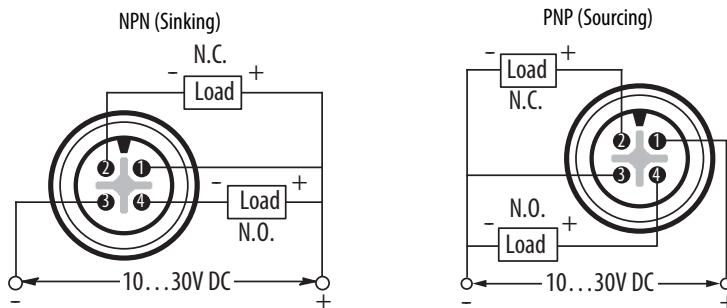 NPN (Sinking)
N.C.
- Load +
2 1
3 4
- Load +
N.O.
10...30V DC
- +
PNP (Sourcing)
- Load +
N.C.
2 1
3 4
N.O.
- Load +
10...30V DC
- +